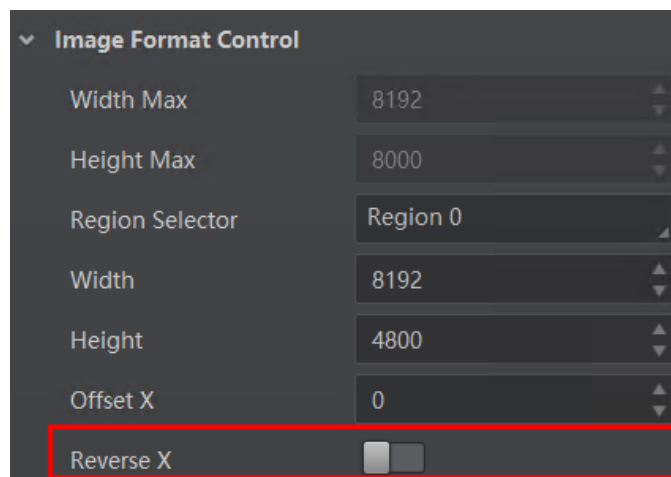 Image Format Control
Width Max 8192
Height Max 8000
Region Selector Region 0
Width 8192
Height 4800
Offset X 0
Reverse X